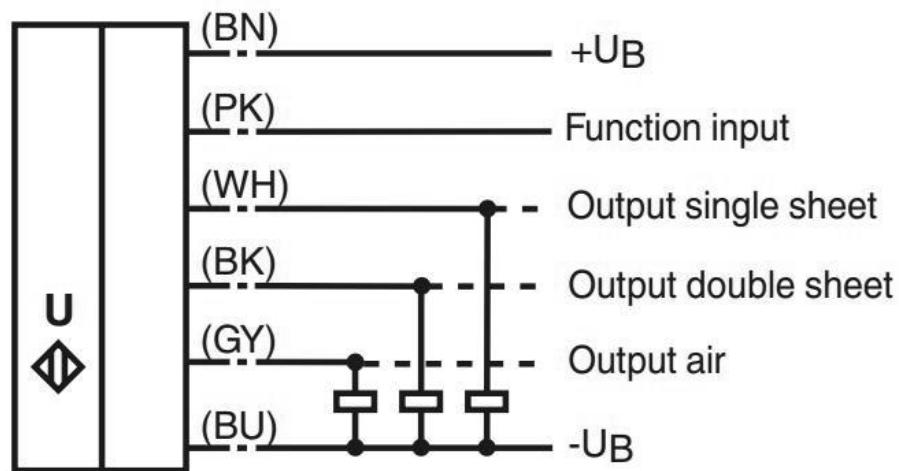 (BN) +UB
(PK) Function input
(WH) Output single sheet
(BK) Output double sheet
U
(GY) Output air
(BU) -UB